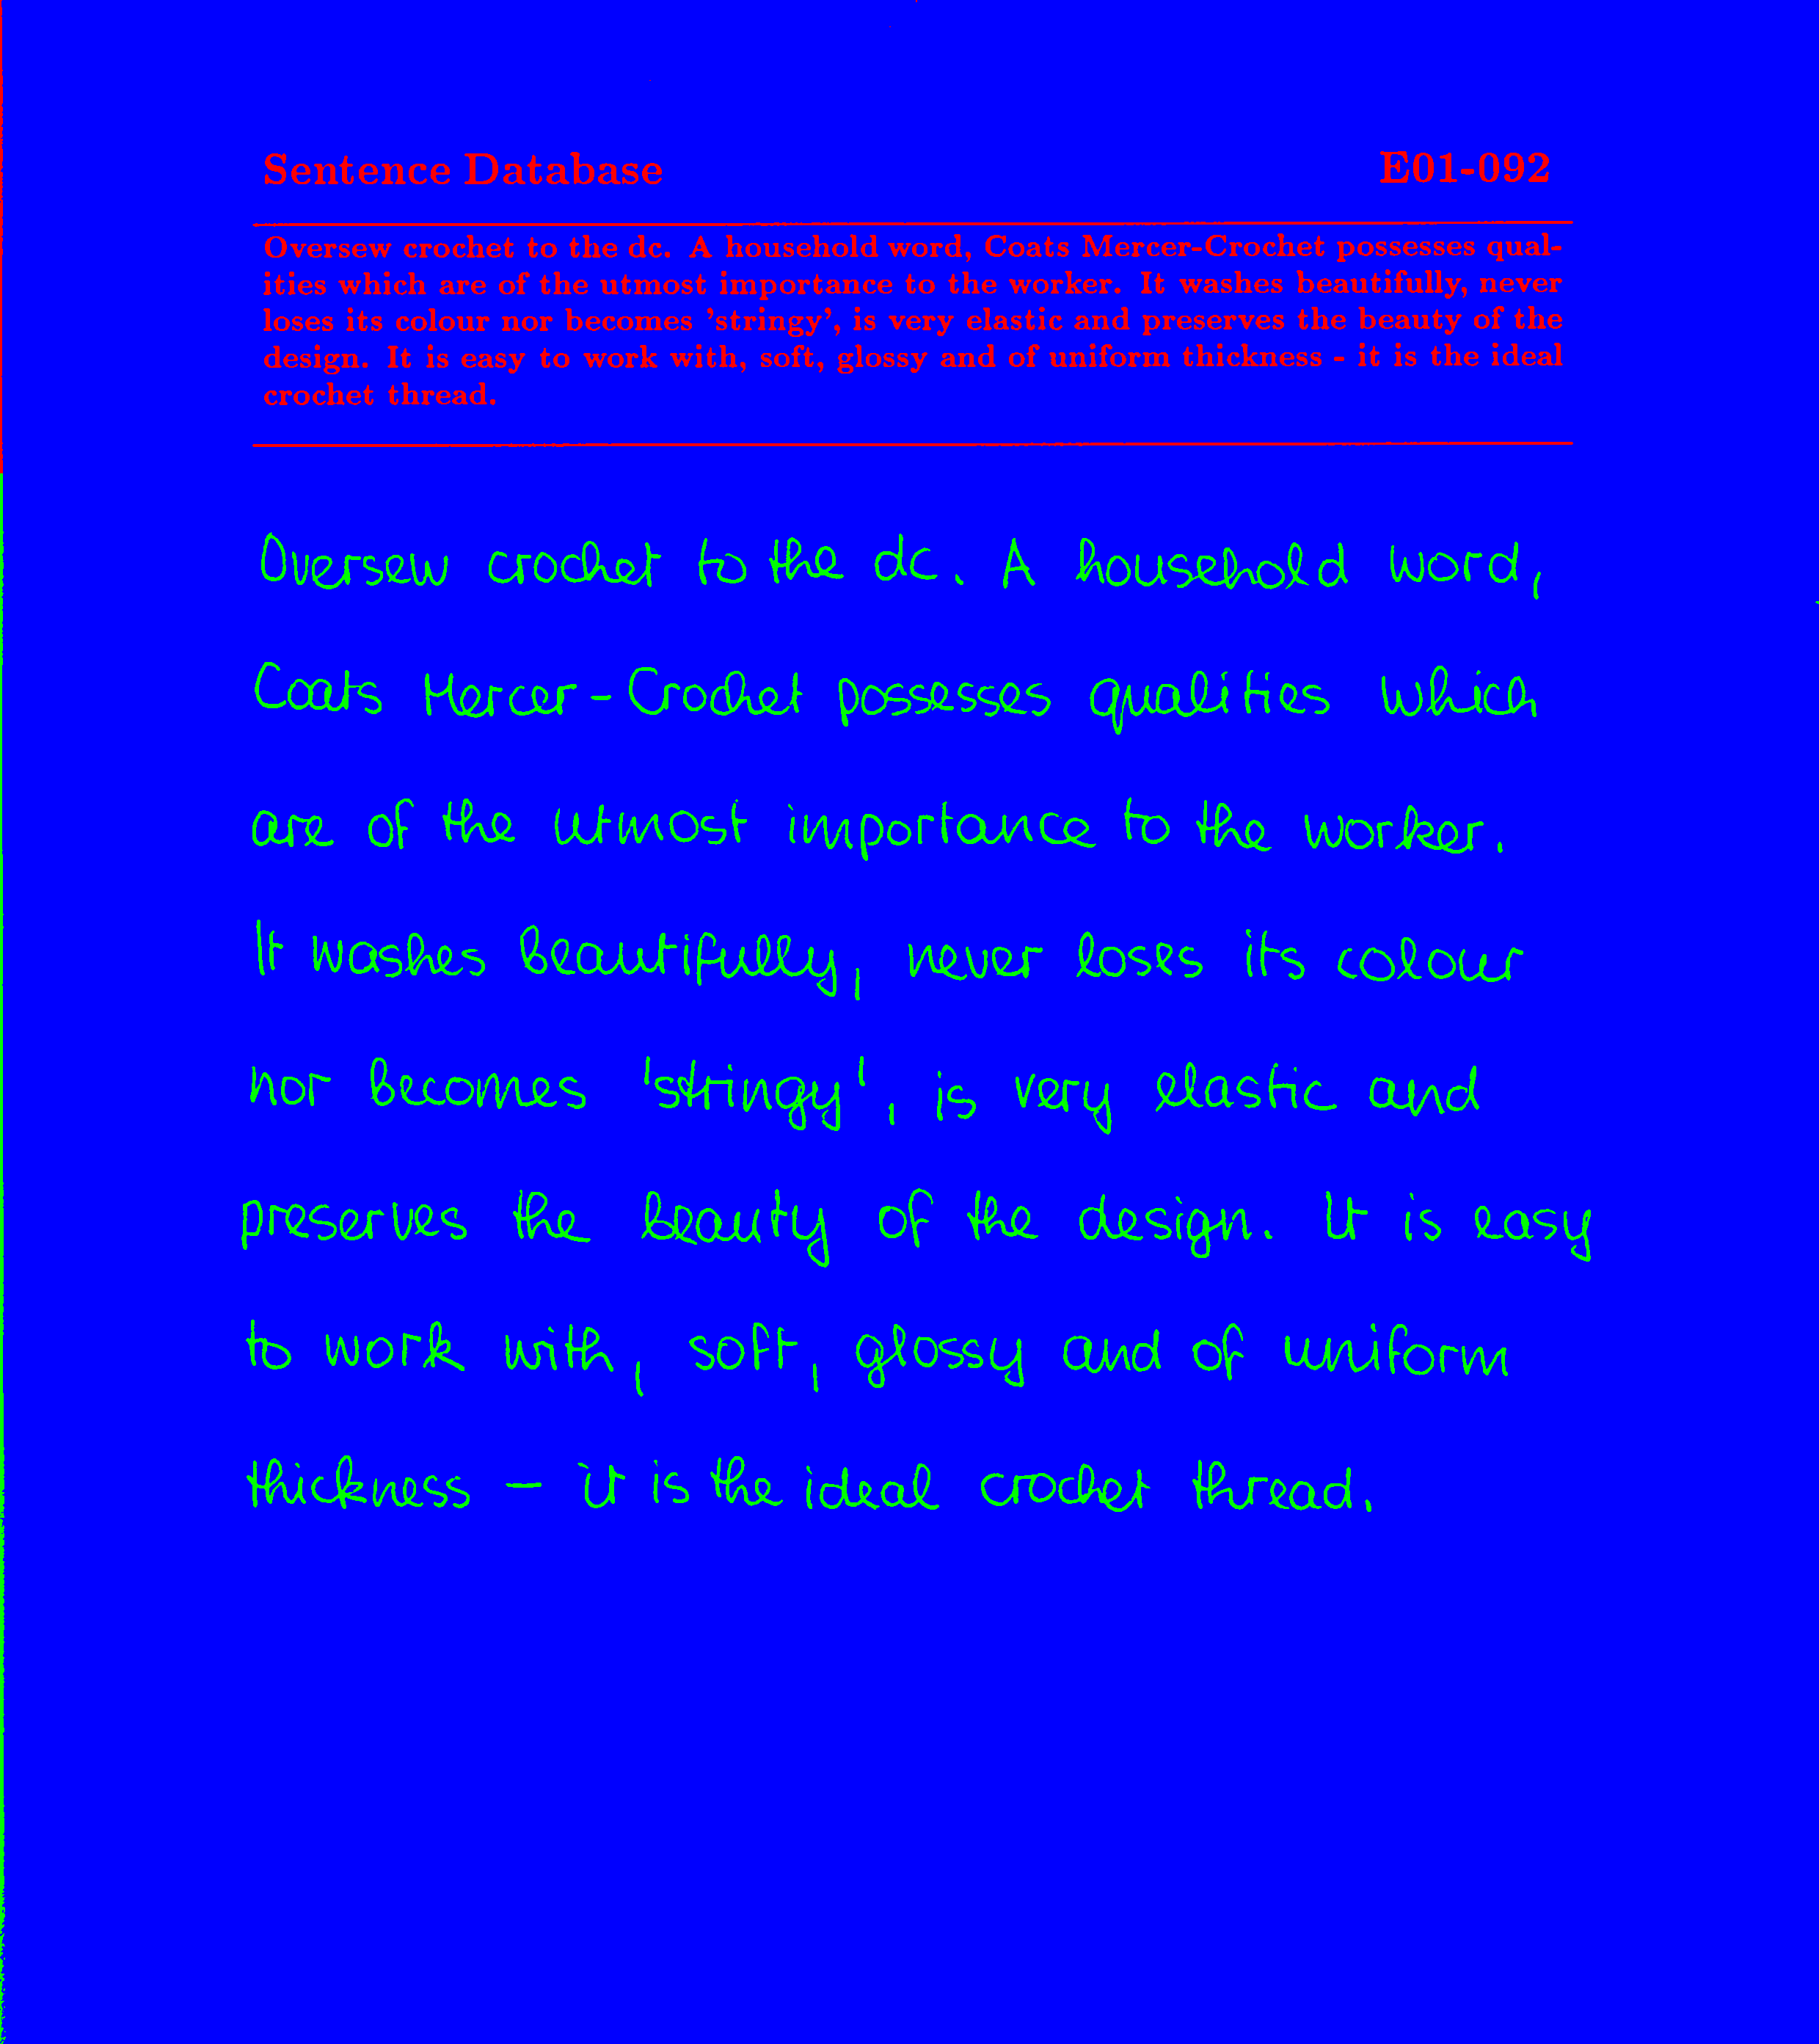 Sentence Database E01-092
Oversew crochet to the dc. A household word, Coats Mercer-Crochet possesses qual-
ities which are of the utmost importance to the worker. It washes beautifully, never
loses its colour nor becomes 'stringy', is very elastic and preserves the beauty of the
design. It is easy to work with, soft, glossy and of uniform thickness - it is the ideal
crochet thread.
Oversew crochet to the dc. A household word,
Coats Mercer-Crochet possesses qualities which
are of the utmost importance to the worker.
It washes beautifully, never loses its colour
nor becomes 'stringy', is very elastic and
preserves the beauty of the design. It is easy
to work with, soft, glossy and of uniform
thickness - it is the ideal crochet thread.